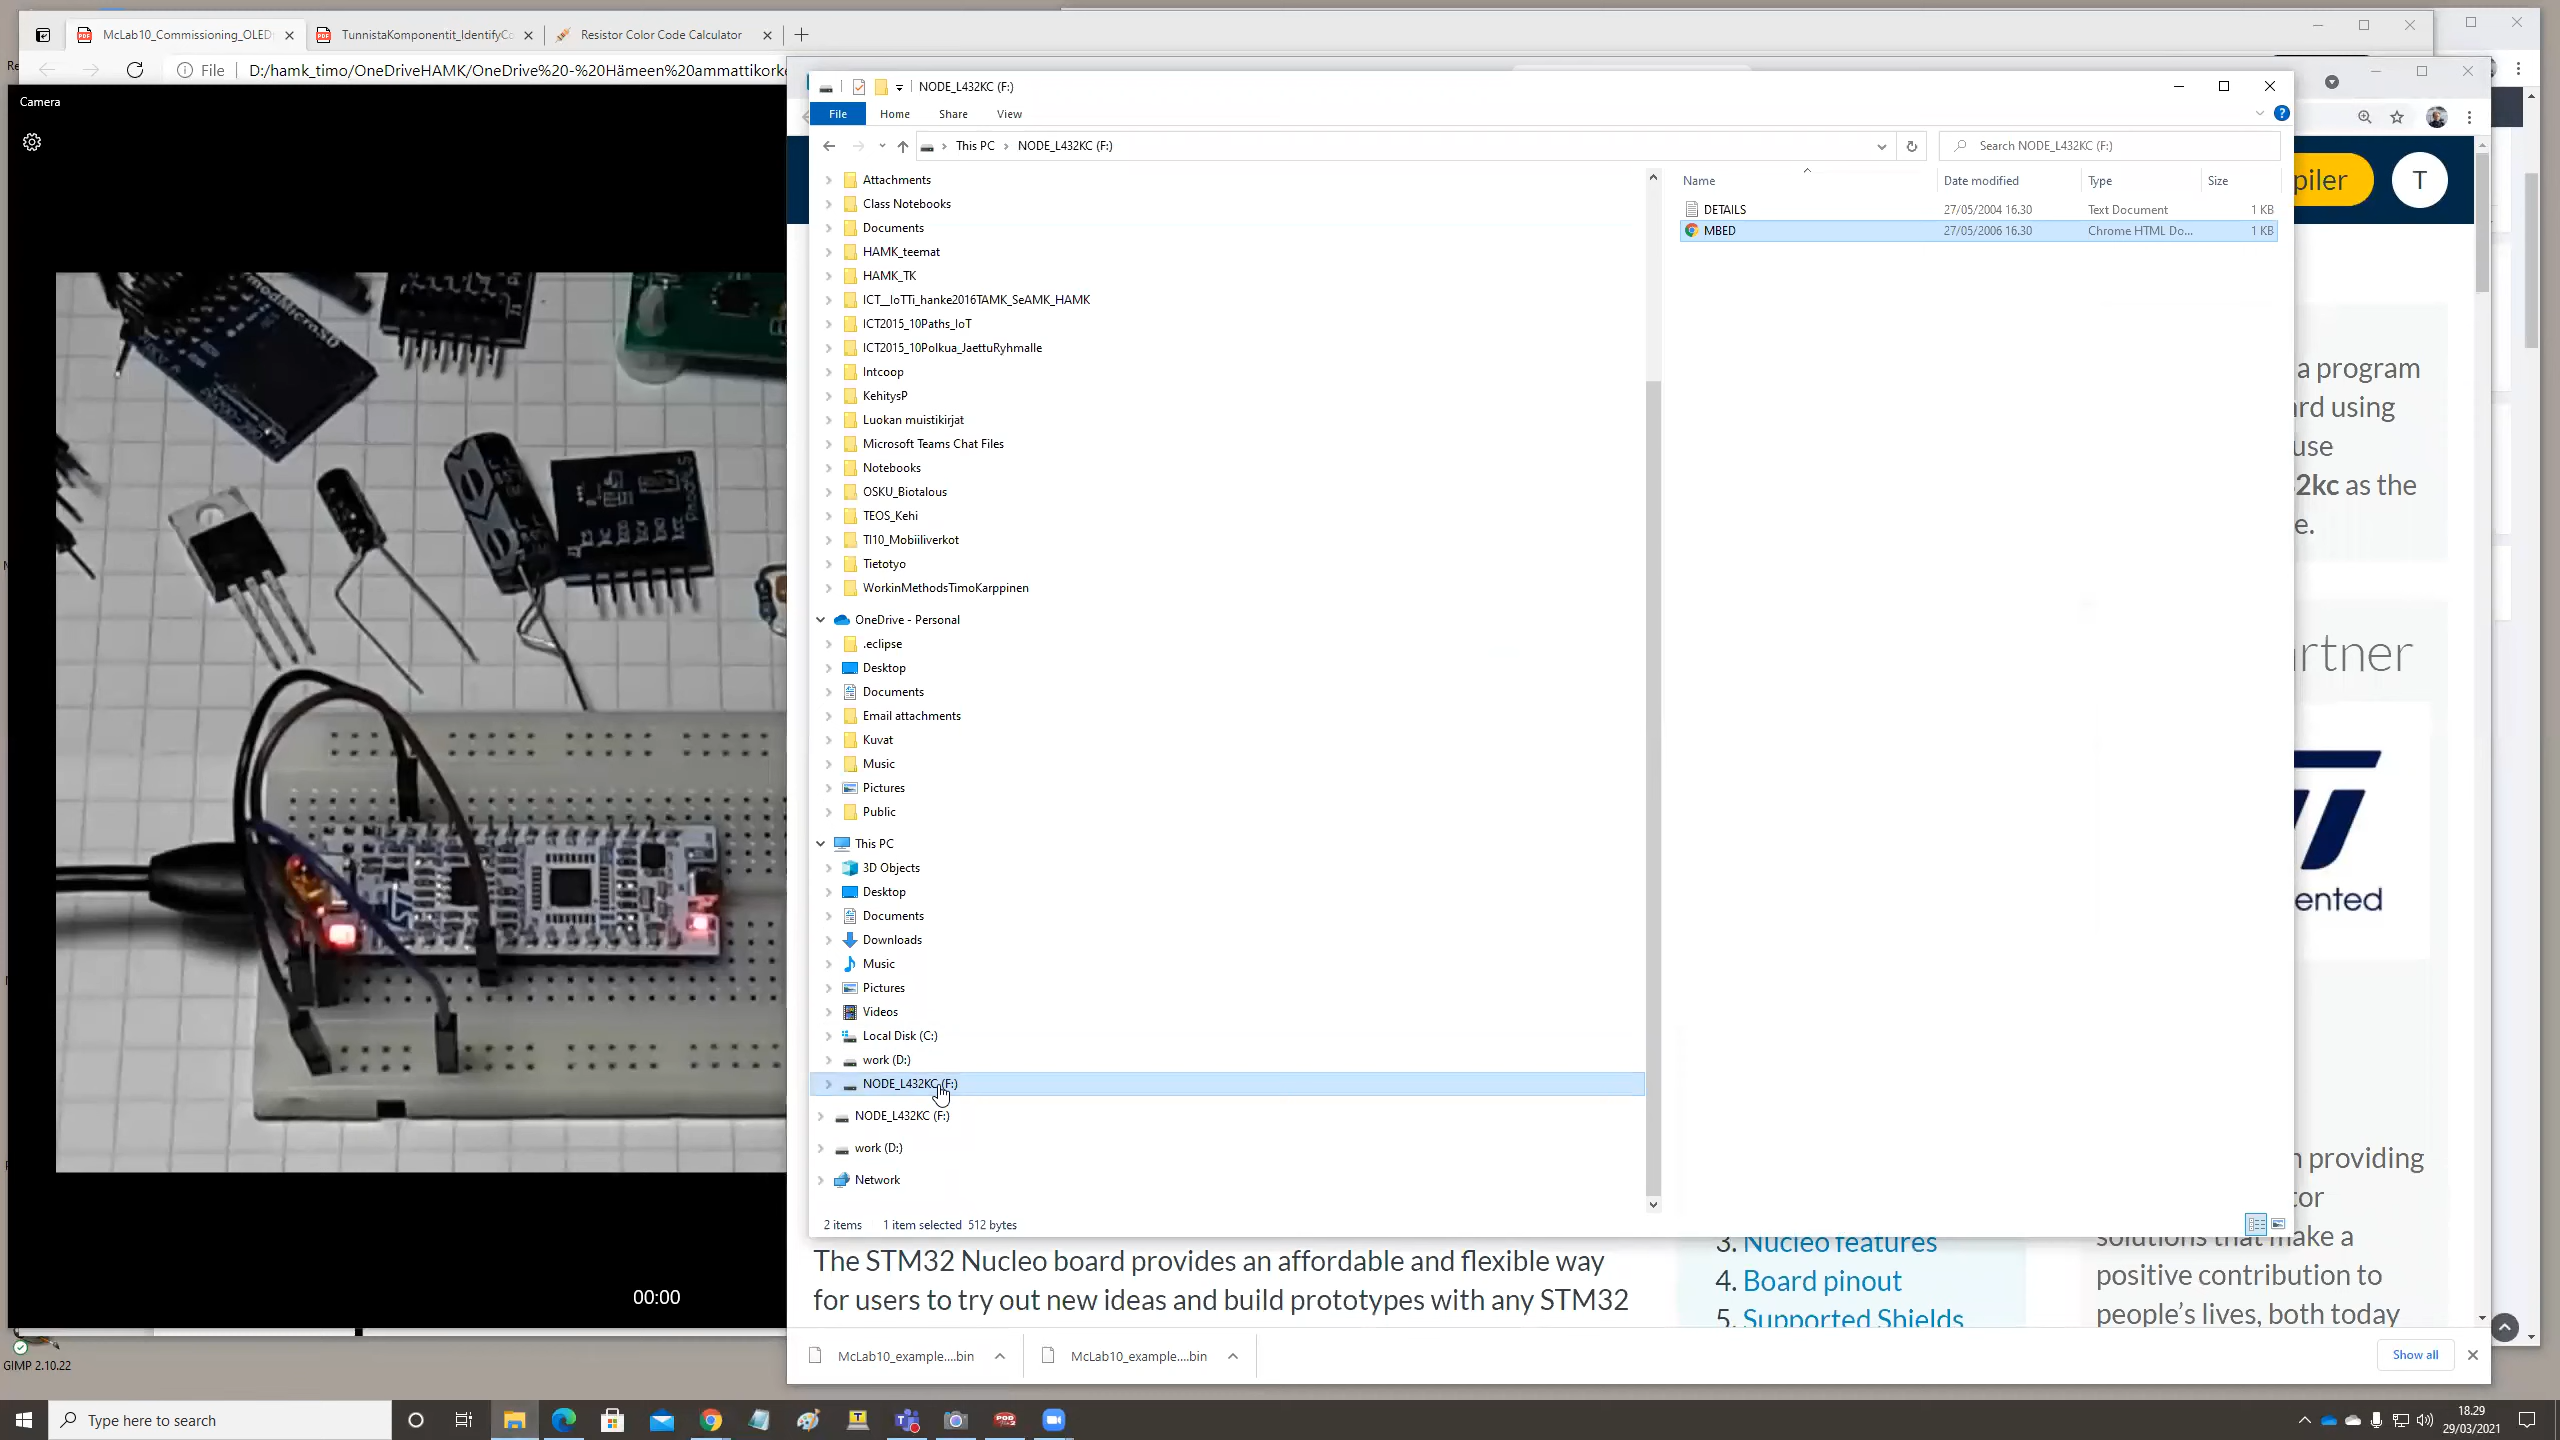 McLab10_Commissioning_OLED
TunnistaKomponentit_IdentifyCo
Resistor Color Code Calculator
File
D:/hamk_timo/OneDriveHAMK/OneDrive%20-%20Hämeen%20ammattikorke
Camera
NODE_L432KC (F:)
File
Home
Share
View
This PC
NODE_L432KC (F:)
Search NODE_L432KC (F:)
Attachments
Class Notebooks
Documents
HAMK_teemat
HAMK_TK
ICT__IoTTi_hanke2016TAMK_SeAMK_HAMK
ICT2015_10Paths_IoT
ICT2015_10Polkua_JaettuRyhmalle
Intcoop
KehitysP
Luokan muistikirjat
Microsoft Teams Chat Files
Notebooks
OSKU_Biotalous
TEOS_Kehi
TI10_Mobiiliverkot
Tietotyo
WorkinMethodsTimoKarppinen
OneDrive - Personal
.eclipse
Desktop
Documents
Email attachments
Kuvat
Music
Pictures
Public
This PC
3D Objects
Desktop
Documents
Downloads
Music
Pictures
Videos
Local Disk (C:)
work (D:)
NODE_L432KC (F:)
NODE_L432KC (F:)
work (D:)
Network
2 items 1 item selected 512 bytes
Name Date modified Type Size
DETAILS 27/05/2004 16.30 Text Document 1 KB
MBED 27/05/2006 16.30 Chrome HTML Do... 1 KB
piler
T
a program
ard using
use
2kc as the
e.
artner
ented
n providing
tor
solutions that make a
positive contribution to
people's lives, both today
3. Nucleo features
4. Board pinout
5. Supported Shields
The STM32 Nucleo board provides an affordable and flexible way
for users to try out new ideas and build prototypes with any STM32
00:00
McLab10_example....bin
McLab10_example....bin
Show all
GIMP 2.10.22
Type here to search
18.29
29/03/2021